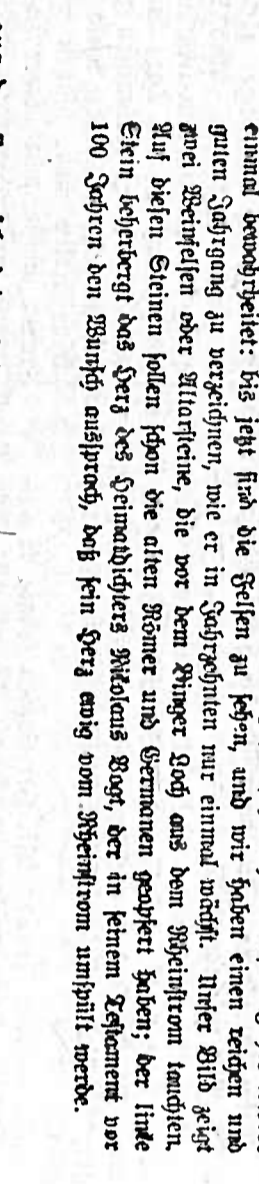 einmal bewahrheitet: bis jetzt sind die Felsen zu sehen, und wir haben einen reichen und
guten Jahrgang zu verzeichnen, wie er in Jahrzehnten nur einmal wächst. Unser Bild zeigt
zwei Weinfelsen oder Altarsteine, die vor dem Binger Loch aus dem Rheinstrom tauchten.
Auf diesen Steinen sollen schon die alten Römer und Germanen geopfert haben; der linke
Stein beherbergt das Herz des Heimatdichters Nikolaus Vogt, der in seinem Testament vor
100 Jahren den Wunsch aussprach, daß sein Herz ewig vom Rheinstrom umspült werde.